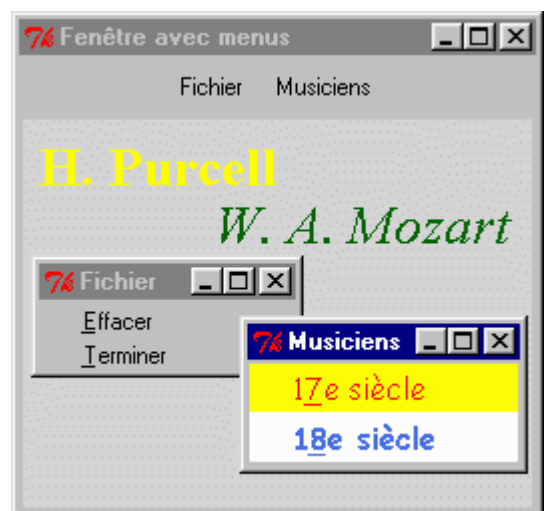 Fenêtre avec menus
Fichier Musiciens
H. Purcell
W. A. Mozart
Fichier
Effacer
Terminer
Musiciens
17e siècle
18e siècle